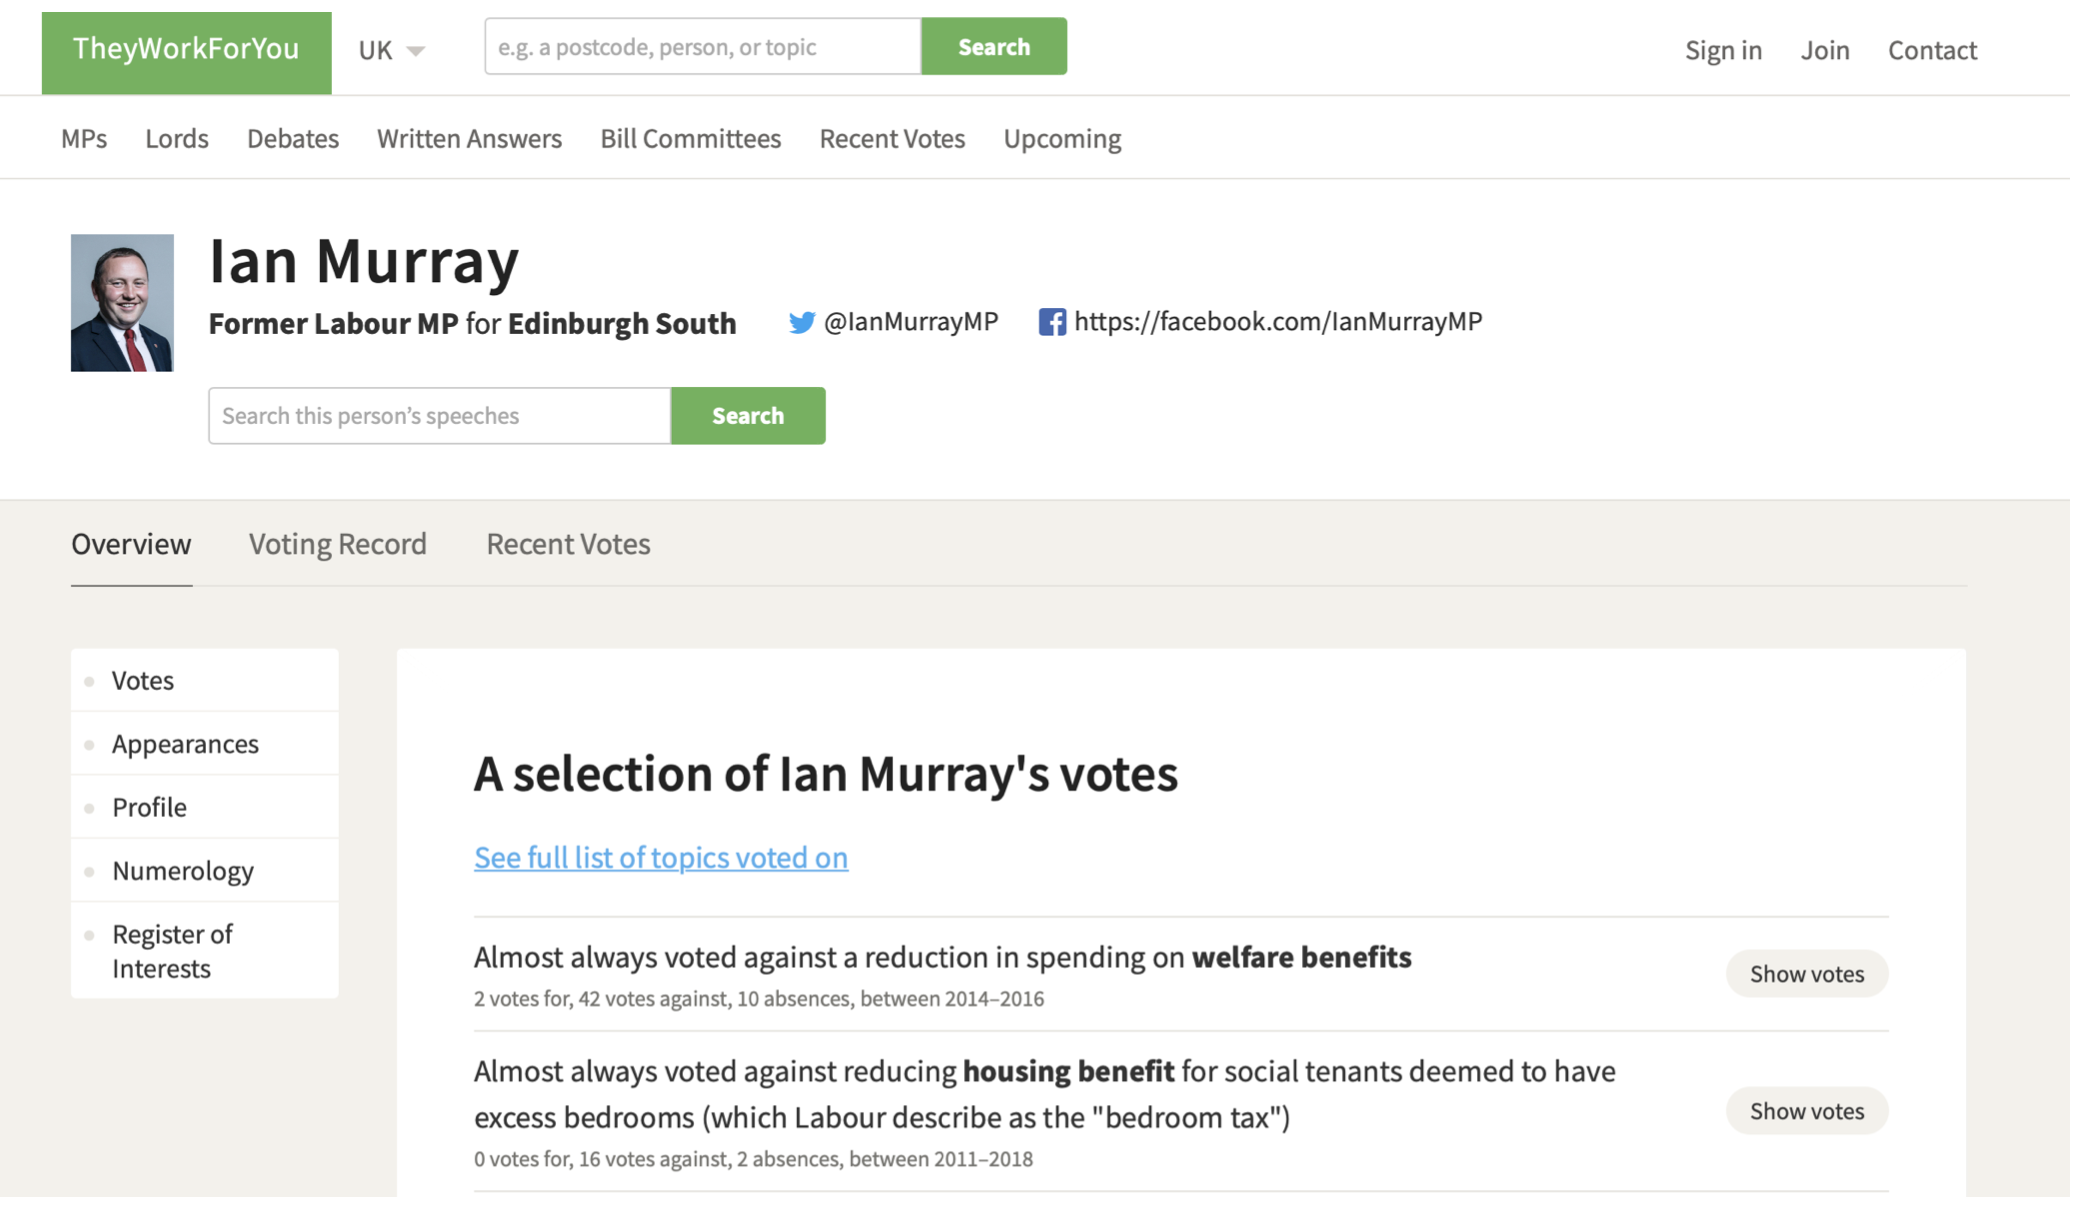 TheyWorkForYou UK e.g. a postcode, person, or topic Search Sign in Join Contact
MPs Lords Debates Written Answers Bill Committees Recent Votes Upcoming
Ian Murray
Former Labour MP for Edinburgh South @IanMurrayMP https://facebook.com/IanMurrayMP
Search this person’s speeches Search
Overview Voting Record Recent Votes
Votes
Appearances
Profile
Numerology
Register of
Interests
A selection of Ian Murray's votes
See full list of topics voted on
Almost always voted against a reduction in spending on welfare benefits
2 votes for, 42 votes against, 10 absences, between 2014–2016
Show votes
Almost always voted against reducing housing benefit for social tenants deemed to have
excess bedrooms (which Labour describe as the "bedroom tax")
0 votes for, 16 votes against, 2 absences, between 2011–2018
Show votes